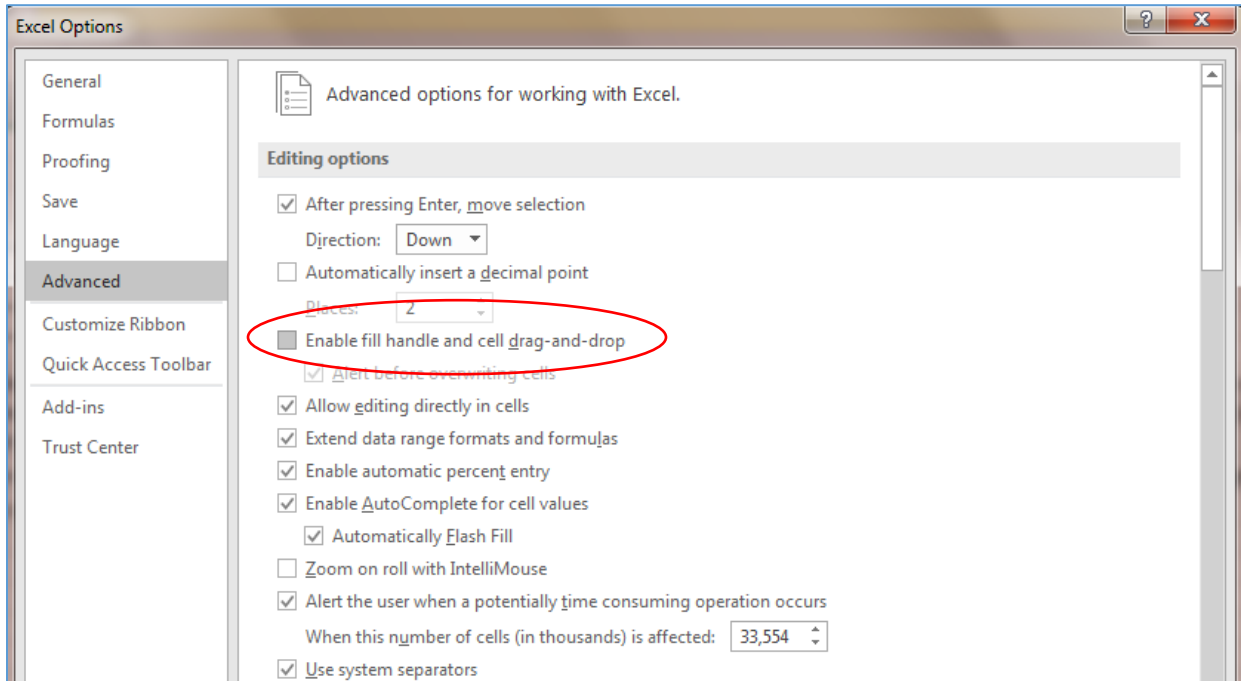 Excel Options
General
Formulas
Proofing
Save
Language
Advanced
Customize Ribbon
Quick Access Toolbar
Add-ins
Trust Center
Advanced options for working with Excel.
Editing options
After pressing Enter, move selection
Direction: Down
Automatically insert a decimal point
Places: 2
Enable fill handle and cell drag-and-drop
Alert before overwriting cells
Allow editing directly in cells
Extend data range formats and formulas
Enable automatic percent entry
Enable AutoComplete for cell values
Automatically Flash Fill
Zoom on roll with IntelliMouse
Alert the user when a potentially time consuming operation occurs
When this number of cells (in thousands) is affected: 33,554
Use system separators